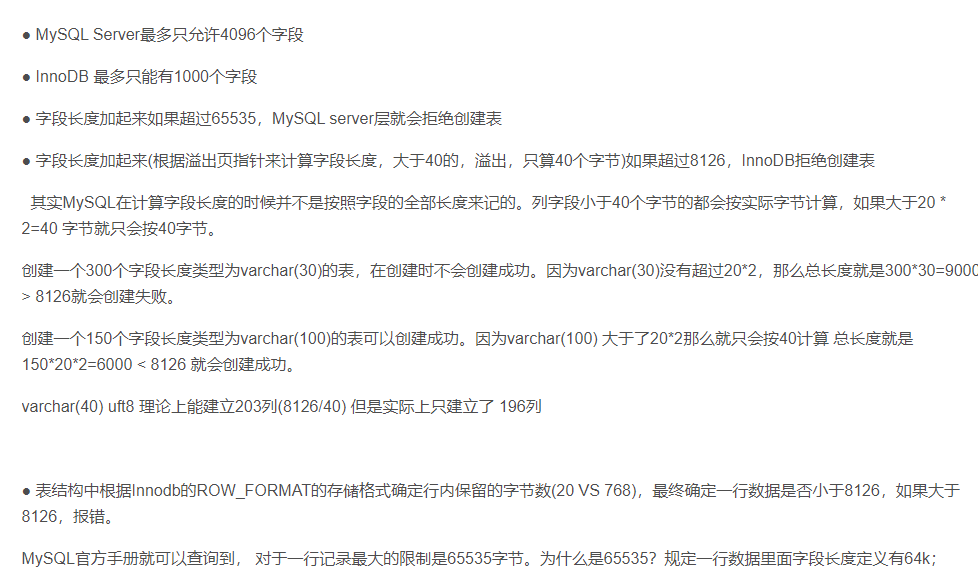 ● MySQL Server最多只允许4096个字段
● InnoDB 最多只能有1000个字段
● 字段长度加起来如果超过65535，MySQL server层就会拒绝创建表
● 字段长度加起来(根据溢出页指针来计算字段长度，大于40的，溢出，只算40个字节)如果超过8126，InnoDB拒绝创建表
其实MySQL在计算字段长度的时候并不是按照字段的全部长度来记的。列字段小于40个字节的都会按实际字节计算，如果大于20 *
2=40 字节就只会按40字节。
创建一个300个字段长度类型为varchar(30)的表，在创建时不会创建成功。因为varchar(30)没有超过20*2，那么总长度就是300*30=9000
> 8126就会创建失败。
创建一个150个字段长度类型为varchar(100)的表可以创建成功。因为varchar(100) 大于了20*2那么就只会按40计算 总长度就是
150*20*2=6000 < 8126 就会创建成功。
varchar(40) uft8 理论上能建立203列(8126/40) 但是实际上只建立了 196列
● 表结构中根据Innodb的ROW_FORMAT的存储格式确定行内保留的字节数(20 VS 768)，最终确定一行数据是否小于8126，如果大于
8126，报错。
MySQL官方手册就可以查询到， 对于一行记录最大的限制是65535字节。为什么是65535？规定一行数据里面字段长度定义有64k；